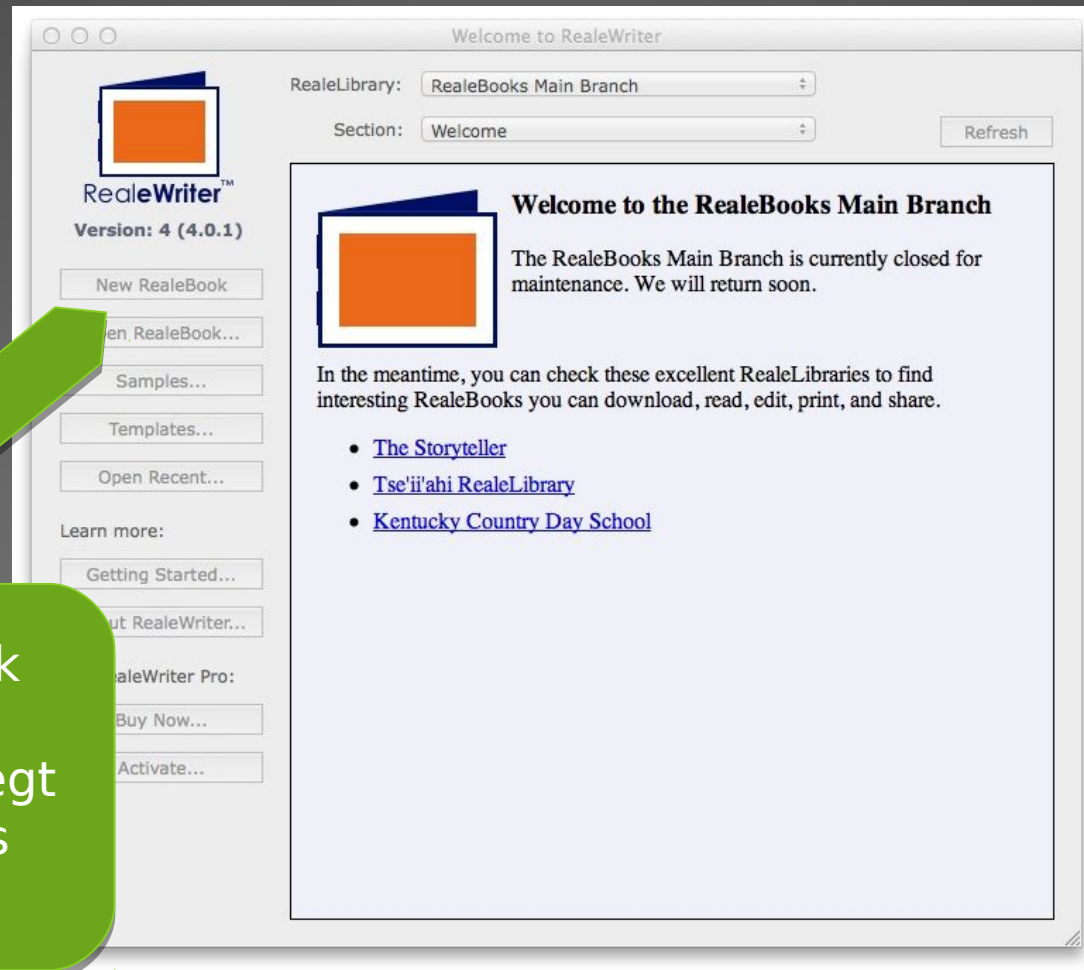 Welcome to RealeWriter
RealeLibrary: RealeBooks Main Branch
Section: Welcome
Refresh
RealeWriter™
Version: 4 (4.0.1)
New RealeBook
RealeBook...
Samples...
Templates...
Open Recent...
Learn more:
Getting Started...
RealeWriter...
Pro:
Buy Now...
Activate...
Welcome to the RealeBooks Main Branch
The RealeBooks Main Branch is currently closed for
maintenance. We will return soon.
In the meantime, you can check these excellent RealeLibraries to find
interesting RealeBooks you can download, read, edit, print, and share.
• The Storyteller
• Tse'ii'ahi RealeLibrary
• Kentucky Country Day School